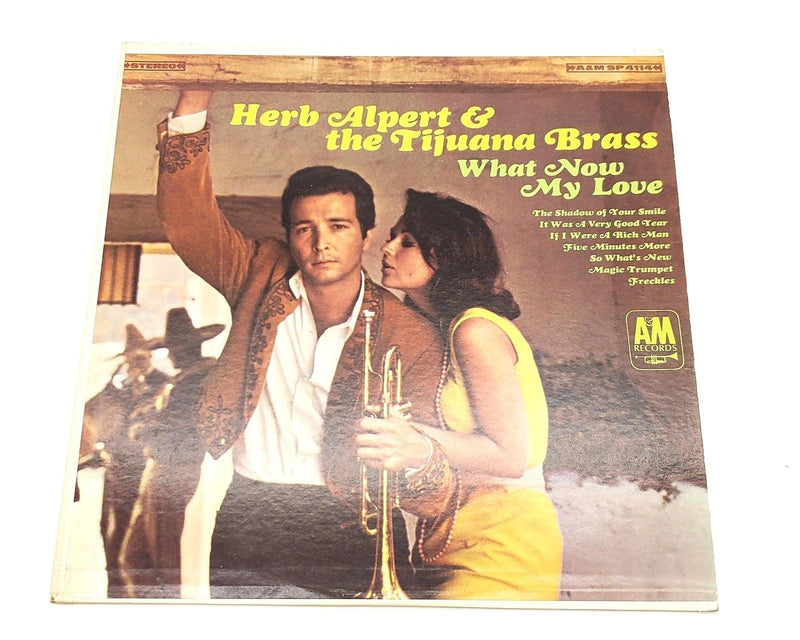 STEREO
A&M SP 4114
Herb Alpert &
the Tijuana Brass
What Now
My Love
The Shadow of Your Smile
It Was A Very Good Year
If I Were A Rich Man
Five Minutes More
So What's New
Magic Trumpet
Freckles
A&M
RECORDS